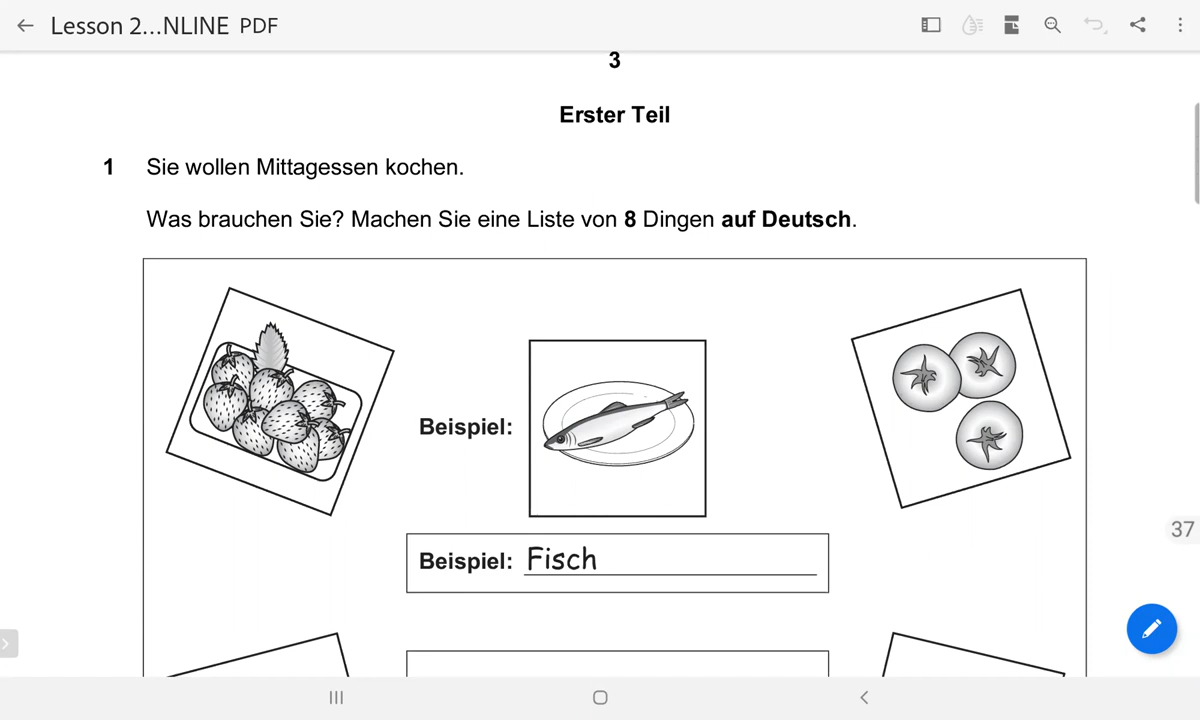 Lesson 2...NLINE PDF
3
Erster Teil
1 Sie wollen Mittagessen kochen.
Was brauchen Sie? Machen Sie eine Liste von 8 Dingen auf Deutsch.
Beispiel:
Beispiel: Fisch
37